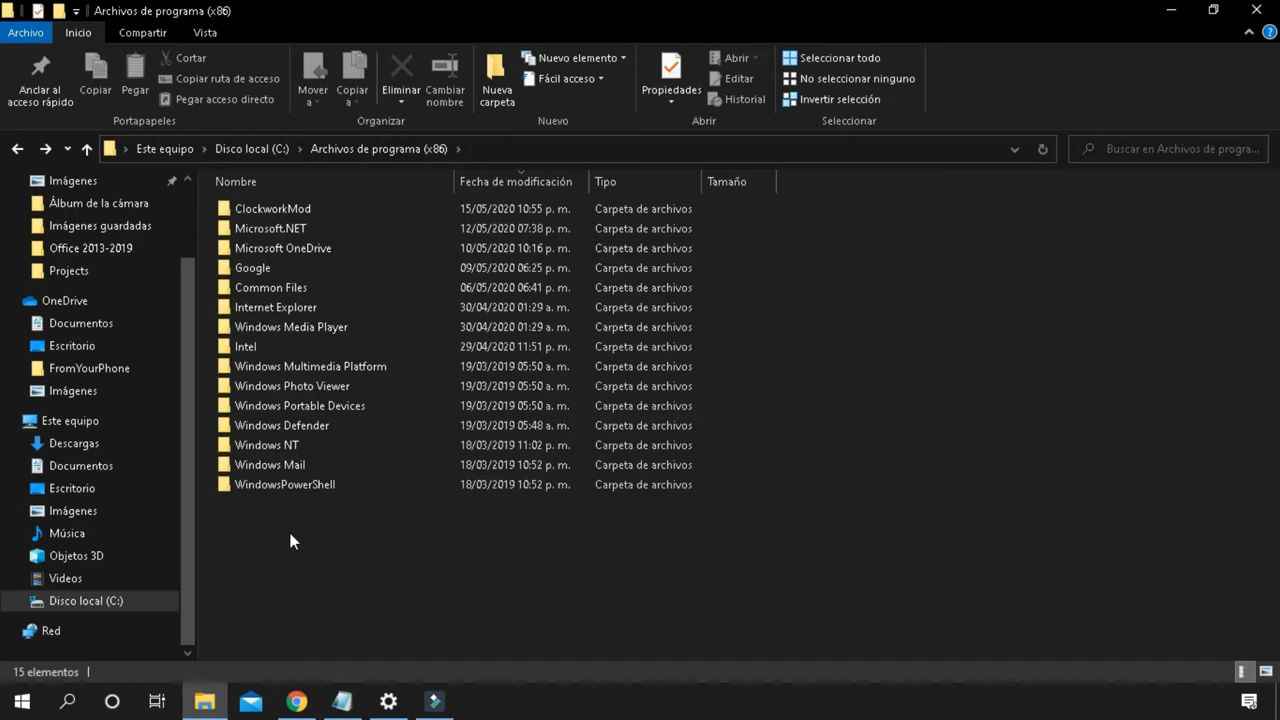 Archivos de programa (x86)
Archivo Inicio Compartir Vista
Anclar al acceso rápido
Copiar
Pegar
Cortar
Copiar ruta de acceso
Pegar acceso directo
Portapapeles
Mover a
Copiar a
Eliminar
Cambiar nombre
Organizar
Nueva carpeta
Nuevo elemento
Fácil acceso
Nuevo
Propiedades
Abrir
Editar
Historial
Abrir
Seleccionar todo
No seleccionar ninguno
Invertir selección
Seleccionar
Este equipo > Disco local (C:) > Archivos de programa (x86) >
Buscar en Archivos de progra...
Imágenes
Álbum de la cámara
Imágenes guardadas
Office 2013-2019
Projects
OneDrive
Documentos
Escritorio
FromYourPhone
Imágenes
Este equipo
Descargas
Documentos
Escritorio
Imágenes
Música
Objetos 3D
Videos
Disco local (C:)
Red
Nombre Fecha de modificación Tipo Tamaño
ClockworkMod 15/05/2020 10:55 p. m. Carpeta de archivos
Microsoft.NET 12/05/2020 07:38 p. m. Carpeta de archivos
Microsoft OneDrive 10/05/2020 10:16 p. m. Carpeta de archivos
Google 09/05/2020 06:25 p. m. Carpeta de archivos
Common Files 06/05/2020 06:41 p. m. Carpeta de archivos
Internet Explorer 30/04/2020 01:29 a. m. Carpeta de archivos
Windows Media Player 30/04/2020 01:29 a. m. Carpeta de archivos
Intel 29/04/2020 11:51 p. m. Carpeta de archivos
Windows Multimedia Platform 19/03/2019 05:50 a. m. Carpeta de archivos
Windows Photo Viewer 19/03/2019 05:50 a. m. Carpeta de archivos
Windows Portable Devices 19/03/2019 05:50 a. m. Carpeta de archivos
Windows Defender 19/03/2019 05:48 a. m. Carpeta de archivos
Windows NT 18/03/2019 11:02 p. m. Carpeta de archivos
Windows Mail 18/03/2019 10:52 p. m. Carpeta de archivos
WindowsPowerShell 18/03/2019 10:52 p. m. Carpeta de archivos
15 elementos